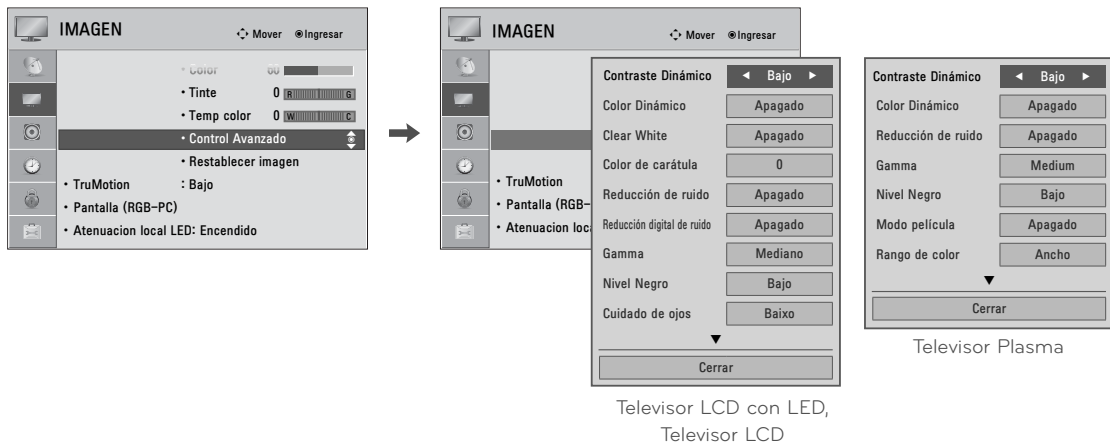 IMAGEN
Mover
Ingresar
• Color 60
• Tinte 0 R G
• Temp color 0 W C
• Control Avanzado
• Restablecer imagen
• TruMotion : Bajo
• Pantalla (RGB-PC)
• Atenuacion local LED: Encendido
IMAGEN
Mover
Ingresar
• TruMotion
• Pantalla (RGB-
• Atenuacion loca
Contraste Dinámico ◄ Bajo ►
Color Dinámico Apagado
Clear White Apagado
Color de carátula 0
Reducción de ruido Apagado
Reducción digital de ruido Apagado
Gamma Mediano
Nivel Negro Bajo
Cuidado de ojos Baixo
▼
Cerrar
Televisor LCD con LED,
Televisor LCD
Contraste Dinámico ◄ Bajo ►
Color Dinámico Apagado
Reducción de ruido Apagado
Gamma Medium
Nivel Negro Bajo
Modo película Apagado
Rango de color Ancho
▼
Cerrar
Televisor Plasma